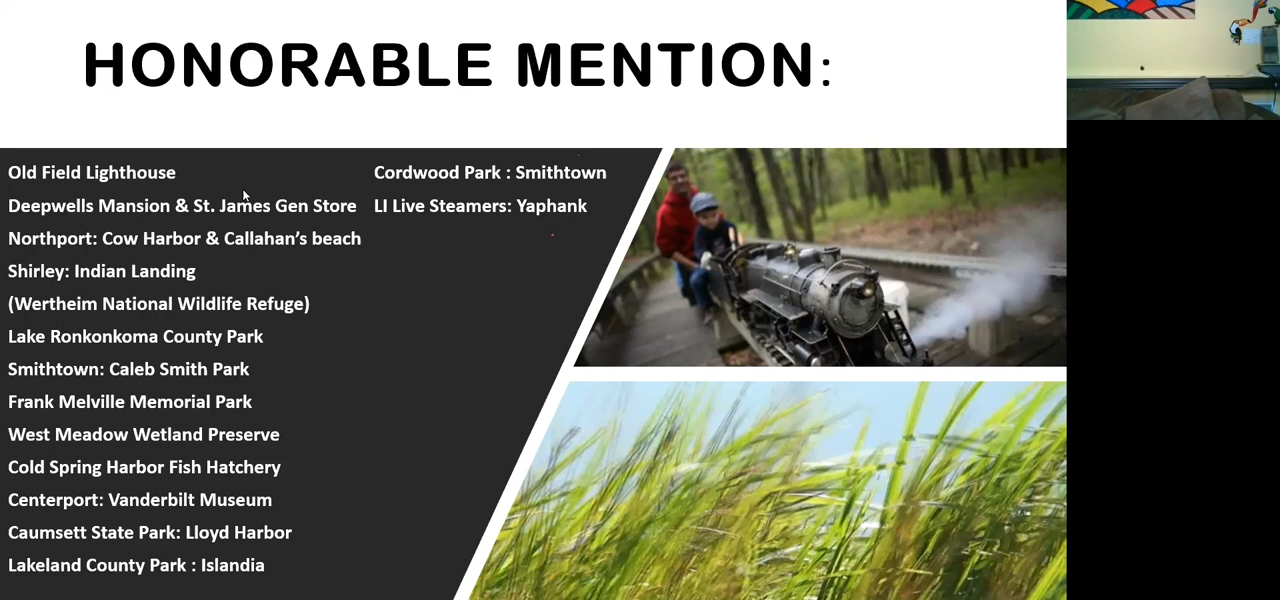 HONORABLE MENTION:
Old Field Lighthouse
Deepwells Mansion & St. James Gen Store
Northport: Cow Harbor & Callahan’s beach
Shirley: Indian Landing
(Wertheim National Wildlife Refuge)
Lake Ronkonkoma County Park
Smithtown: Caleb Smith Park
Frank Melville Memorial Park
West Meadow Wetland Preserve
Cold Spring Harbor Fish Hatchery
Centerport: Vanderbilt Museum
Caumsett State Park: Lloyd Harbor
Lakeland County Park : Islandia
Cordwood Park : Smithtown
LI Live Steamers: Yaphank